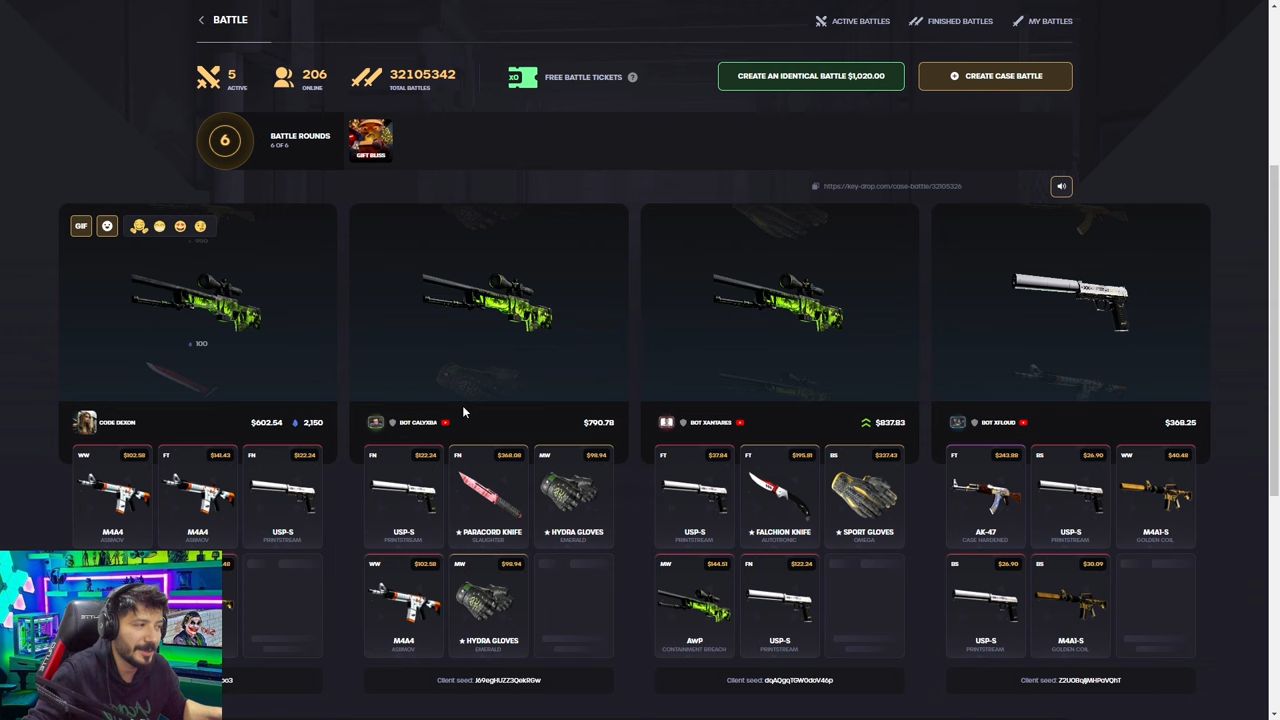 BATTLE
ACTIVE BATTLES
FINISHED BATTLES
MY BATTLES
5
ACTIVE
206
ONLINE
32105342
TOTAL BATTLES
x0
FREE BATTLE TICKETS ?
CREATE AN IDENTICAL BATTLE $1,020.00
CREATE CASE BATTLE
6
BATTLE ROUNDS
6 OF 6
GIFT BLISS
https://key-drop.com/case-battle/32105326
GIF
100
CODE DEXON
$602.54
2,150
BOT CALYXBA
$790.78
BOT XANTARES
$837.83
BOT XFLOUD
$368.25
WW $102.58
FT $141.43
FN $122.24
FN $122.24
FN $368.08
MW $98.94
FT $37.84
FT $195.81
BS $337.43
FT $243.88
BS $26.90
WW $40.48
M4A4
ASIIMOV
M4A4
ASIIMOV
USP-S
PRINTSTREAM
USP-S
PRINTSTREAM
★ PARACORD KNIFE
SLAUGHTER
★ HYDRA GLOVES
EMERALD
USP-S
PRINTSTREAM
★ FALCHION KNIFE
AUTOTRONIC
★ SPORT GLOVES
OMEGA
AK-47
CASE HARDENED
USP-S
PRINTSTREAM
M4A1-S
GOLDEN COIL
WW $102.58
MW $98.94
MW $144.51
FN $122.24
BS $26.90
BS $30.09
M4A4
ASIIMOV
★ HYDRA GLOVES
EMERALD
AWP
CONTAINMENT BREACH
USP-S
PRINTSTREAM
USP-S
PRINTSTREAM
M4A1-S
GOLDEN COIL
Client seed: J69egHUZZ3QekRGw
Client seed: dqAQgqTGWOdaV46p
Client seed: Z2UOBqljMHPaVQhT